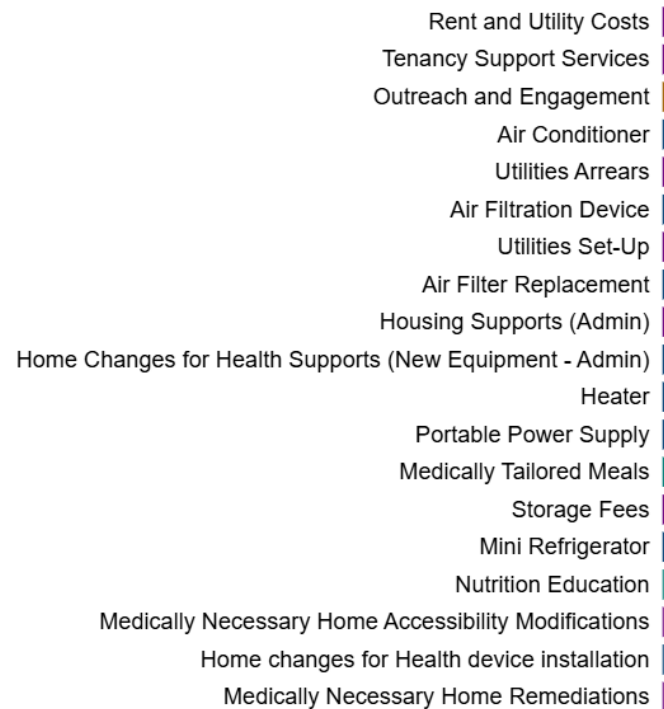 Rent and Utility Costs
Tenancy Support Services
Outreach and Engagement
Air Conditioner
Utilities Arrears
Air Filtration Device
Utilities Set-Up
Air Filter Replacement
Housing Supports (Admin)
Home Changes for Health Supports (New Equipment - Admin)
Heater
Portable Power Supply
Medically Tailored Meals
Storage Fees
Mini Refrigerator
Nutrition Education
Medically Necessary Home Accessibility Modifications
Home changes for Health device installation
Medically Necessary Home Remediations